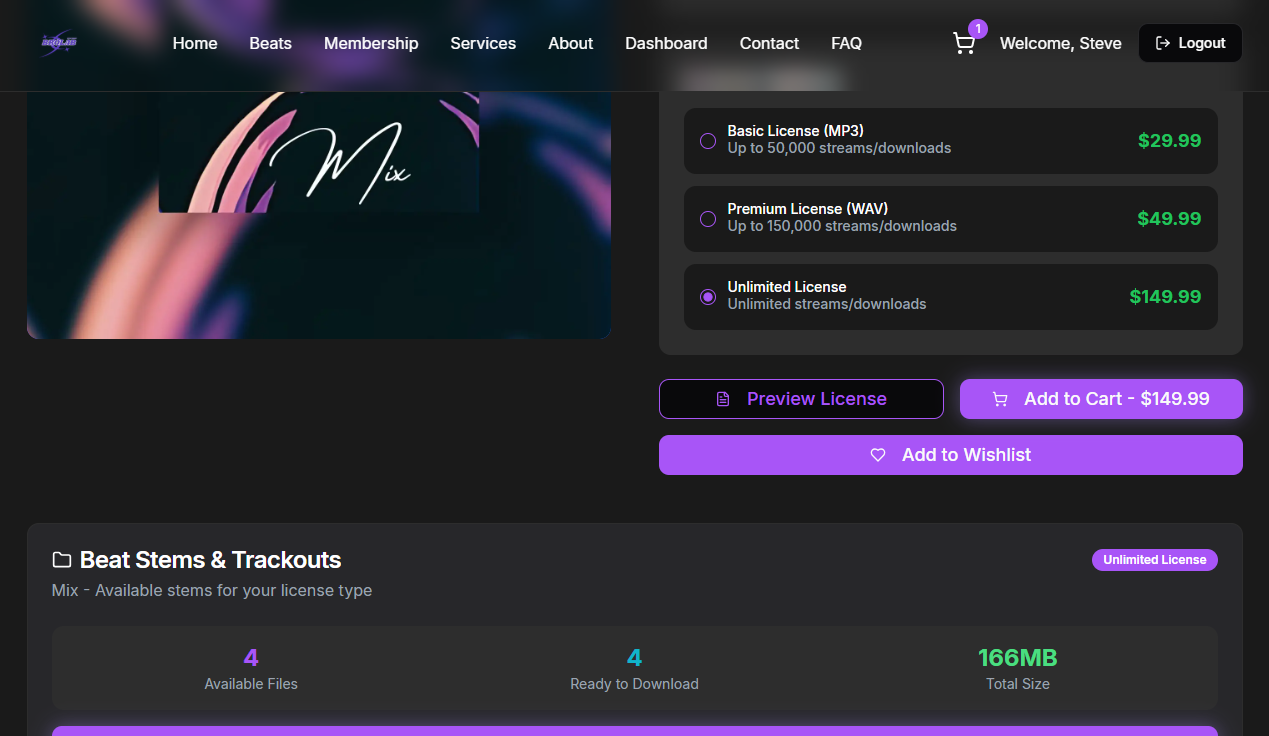 BROLAB
Home
Beats
Membership
Services
About
Dashboard
Contact
FAQ
1
Welcome, Steve
Logout
Mix
Basic License (MP3)
Up to 50,000 streams/downloads
$29.99
Premium License (WAV)
Up to 150,000 streams/downloads
$49.99
Unlimited License
Unlimited streams/downloads
$149.99
Preview License
Add to Cart - $149.99
Add to Wishlist
Beat Stems & Trackouts
Unlimited License
Mix - Available stems for your license type
4
Available Files
4
Ready to Download
166MB
Total Size